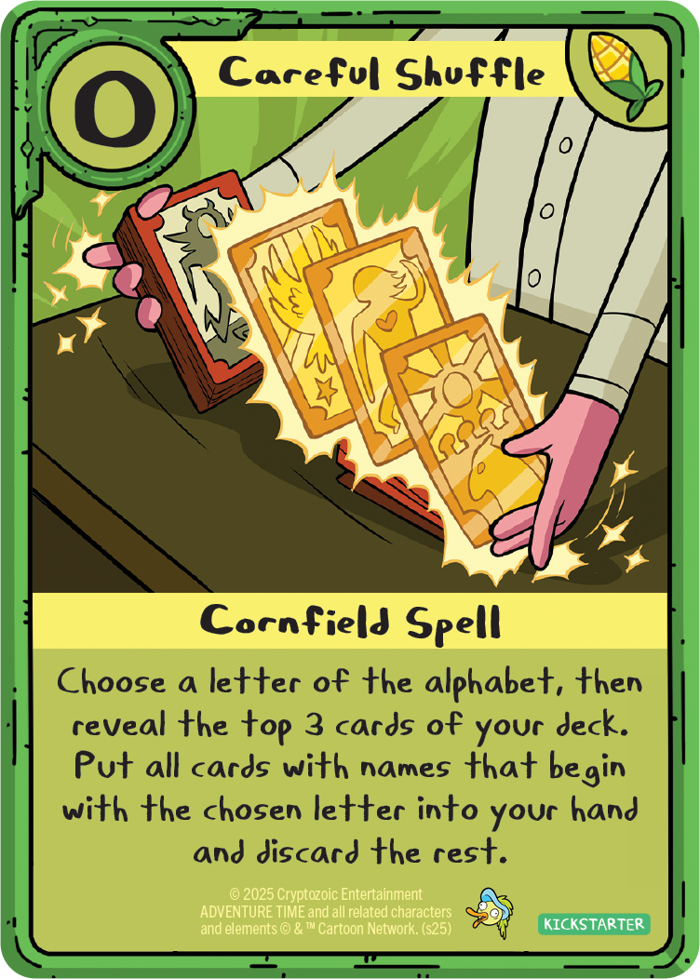 0
Careful Shuffle
Cornfield Spell
Choose a letter of the alphabet, then
reveal the top 3 cards of your deck.
Put all cards with names that begin
with the chosen letter into your hand
and discard the rest.
© 2025 Cryptozoic Entertainment
ADVENTURE TIME and all related characters
and elements © & ™ Cartoon Network. (s25)
KICKSTARTER